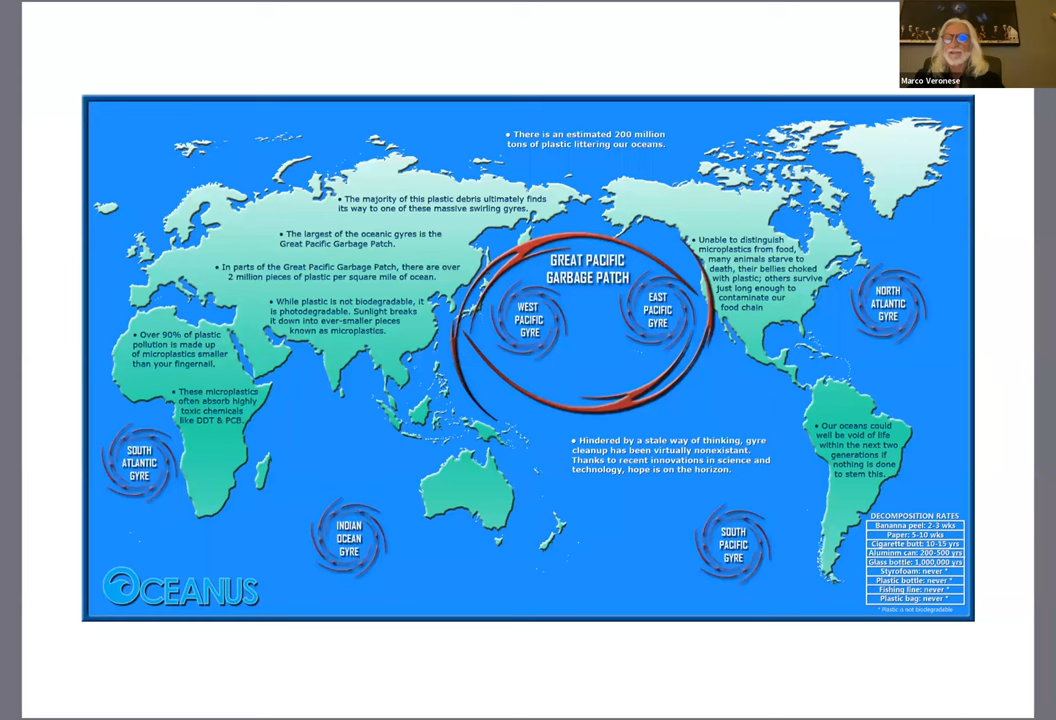 Marco Veronese
• There is an estimated 200 million
tons of plastic littering our oceans.
• The majority of this plastic debris ultimately finds
its way to one of these massive swirling gyres.
• The largest of the oceanic gyres is the
Great Pacific Garbage Patch.
• In parts of the Great Pacific Garbage Patch, there are over
2 million pieces of plastic per square mile of ocean.
• While plastic is not biodegradable, it
is photodegradable. Sunlight breaks
it down into ever-smaller pieces
known as microplastics.
• Over 90% of plastic
pollution is made up
of microplastics smaller
than your fingernail.
• These microplastics
often absorb highly
toxic chemicals
like DDT & PCB.
GREAT PACIFIC
GARBAGE PATCH
WEST
PACIFIC
GYRE
EAST
PACIFIC
GYRE
• Unable to distinguish
microplastics from food,
many animals starve to
death, their bellies choked
with plastic; others survive
just long enough to
contaminate our
food chain
NORTH
ATLANTIC
GYRE
SOUTH
ATLANTIC
GYRE
• Hindered by a stale way of thinking, gyre
cleanup has been virtually nonexistant.
Thanks to recent innovations in science and
technology, hope is on the horizon.
• Our oceans could
well be void of life
within the next two
generations if
nothing is done
to stem this.
INDIAN
OCEAN
GYRE
SOUTH
PACIFIC
GYRE
OCEANUS
DECOMPOSITION RATES
Bananna peel: 2-3 wks
Paper: 5-10 wks
Cigarette butt: 10-15 yrs
Aluminm can: 200-500 yrs
Glass bottle: 1,000,000 yrs
Styrofoam: never *
Plastic bottle: never *
Fishing line: never *
Plastic bag: never *
* Plastic is not biodegradable